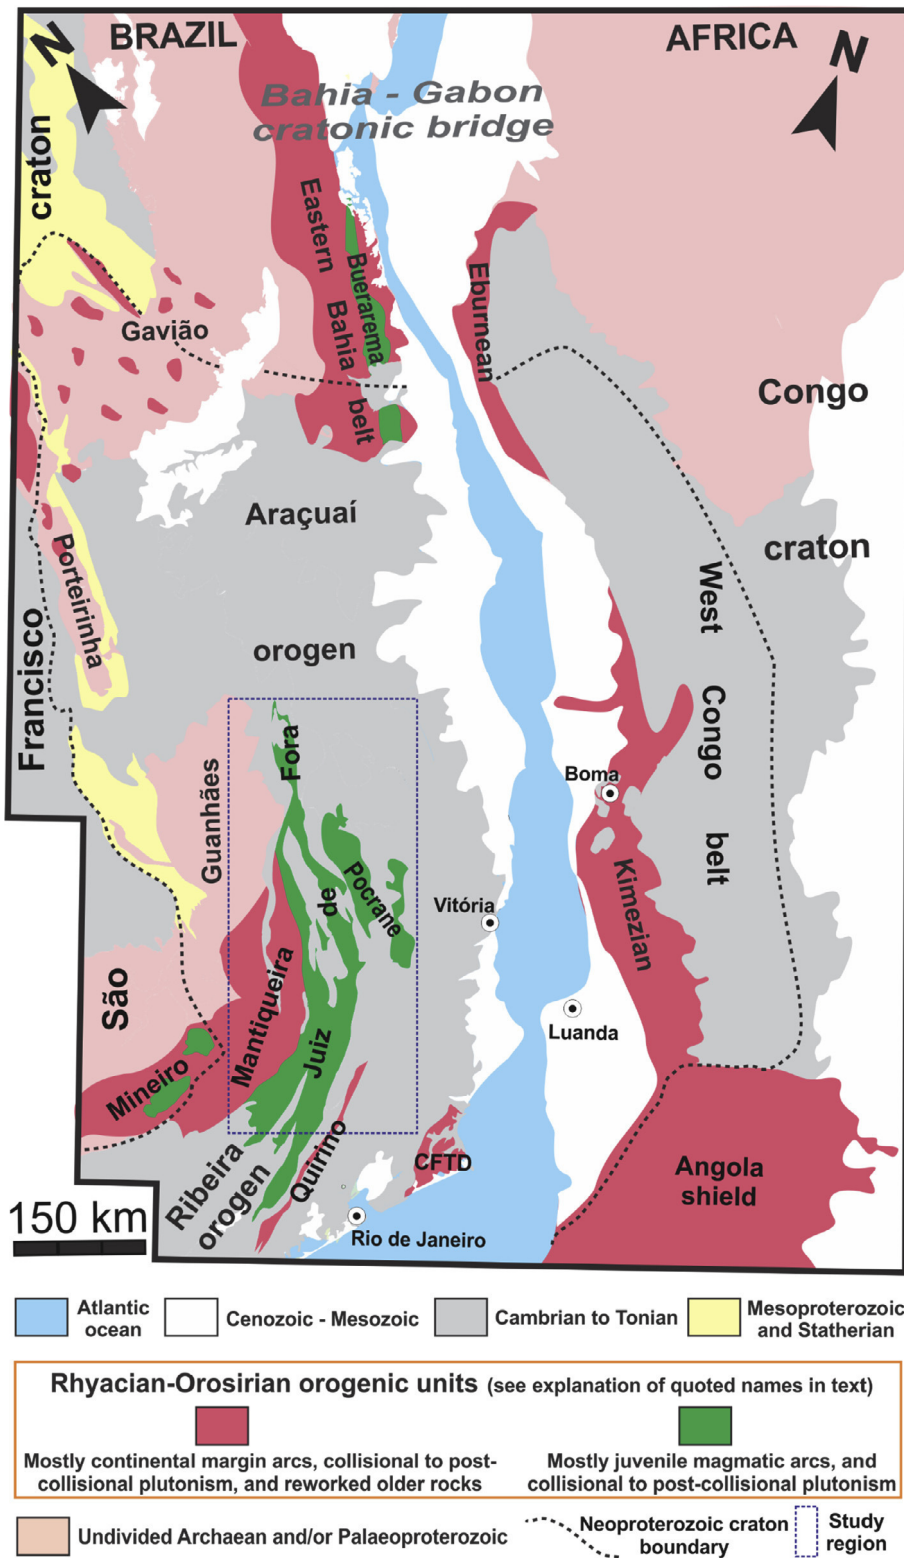 BRAZIL
AFRICA
N
N
Bahia - Gabon
cratonic bridge
craton
Eastern
Bahia
belt
Buerarema
Eburnean
Gavião
Congo
craton
Araçuaí
orogen
Porteirinha
Francisco
West
Congo
belt
Guanhães
Fora
de
Juiz
Pocrane
Boma
Vitória
Kimezian
São
Mantiqueira
Luanda
Mineiro
Quirino
CFTD
Angola
shield
Ribeira
orogen
150 km
Rio de Janeiro
Atlantic
ocean
Cenozoic - Mesozoic
Cambrian to Tonian
Mesoproterozoic
and Statherian
Rhyacian-Orosirian orogenic units (see explanation of quoted names in text)
Mostly continental margin arcs, collisional to post-
collisional plutonism, and reworked older rocks
Mostly juvenile magmatic arcs, and
collisional to post-collisional plutonism
Undivided Archaean and/or Palaeoproterozoic
Neoproterozoic craton
boundary
Study
region